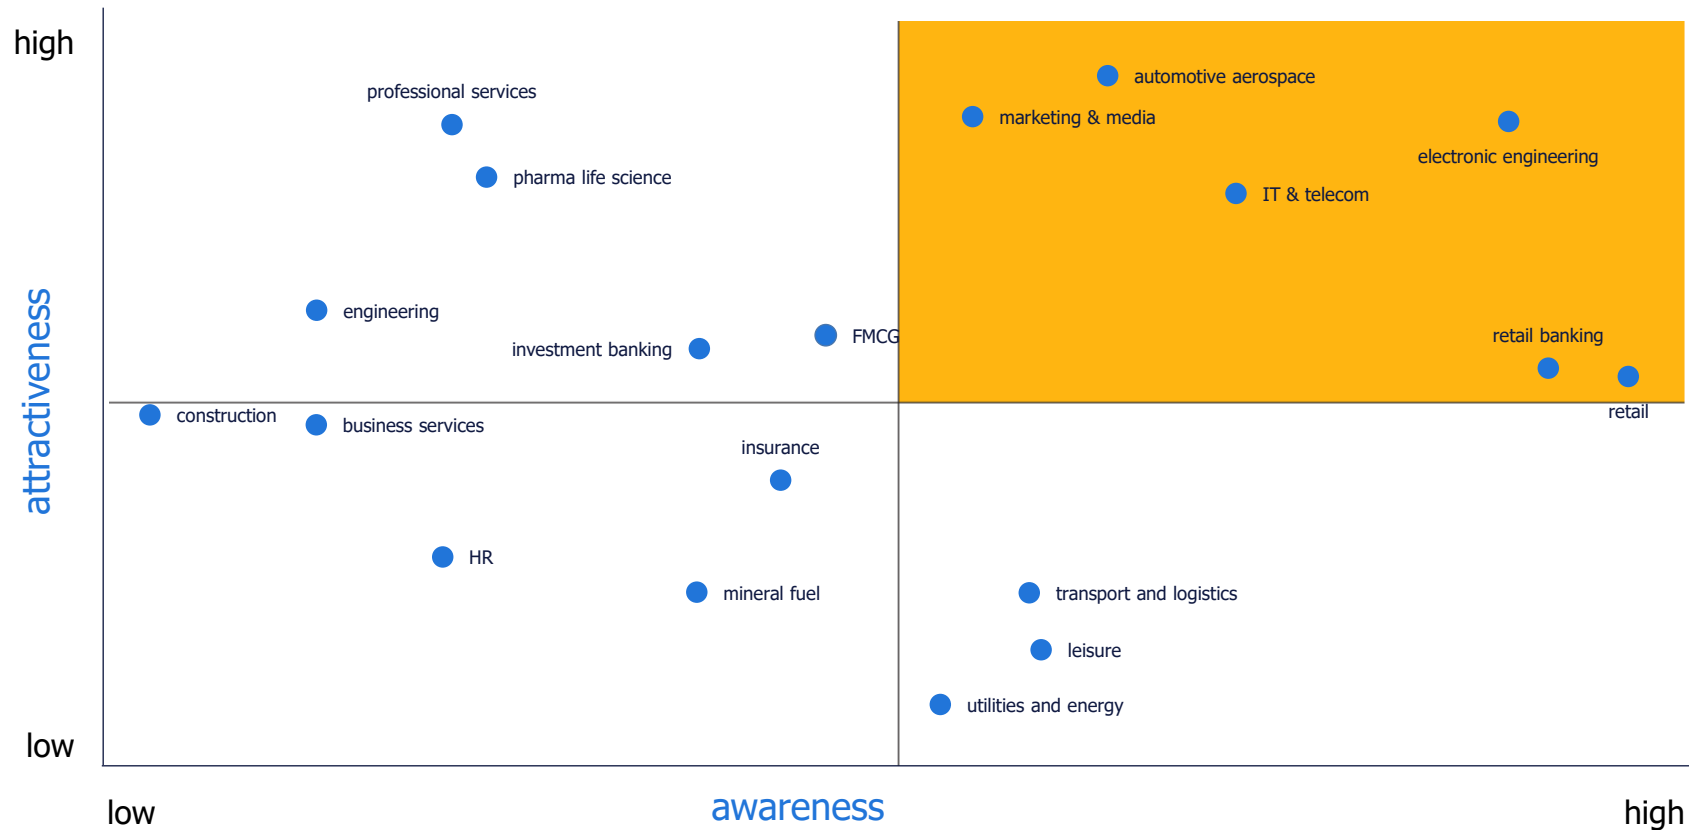 high
automotive aerospace
professional services
marketing & media
electronic engineering
pharma life science
IT & telecom
engineering
FMCG
retail banking
investment banking
attractiveness
retail
construction
business services
insurance
HR
mineral fuel
transport and logistics
leisure
utilities and energy
low
low
awareness
high